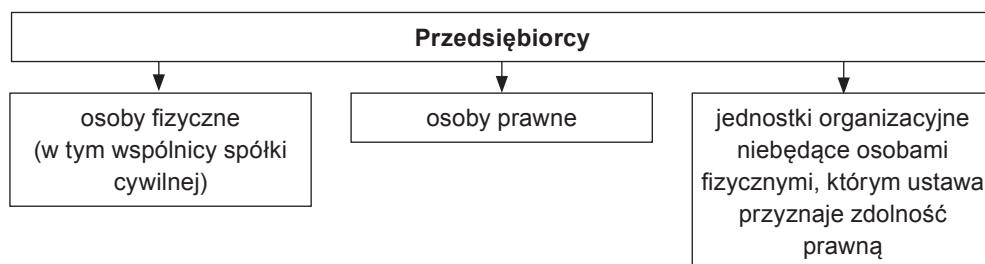 Przedsiębiorcy
osoby fizyczne
(w tym wspólnicy spółki
cywilnej)
osoby prawne
jednostki organizacyjne
niebędące osobami
fizycznymi, którym ustawa
przyznaje zdolność
prawną